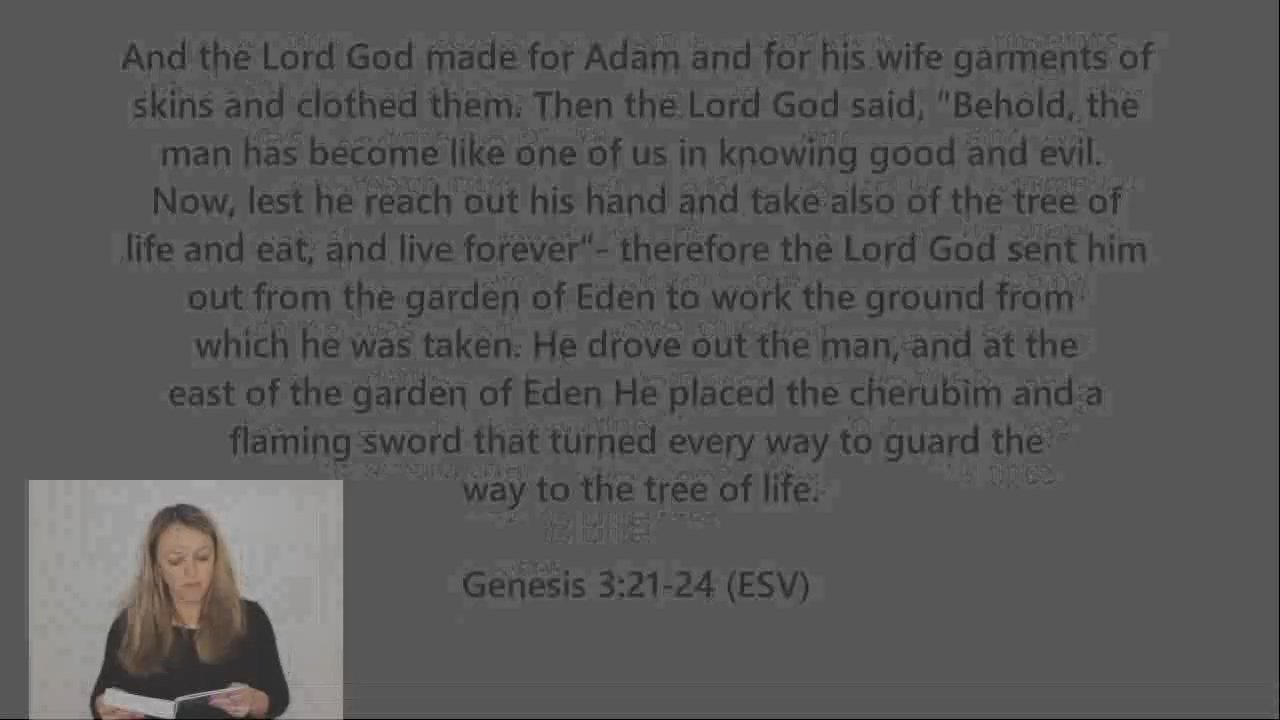 And the Lord God made for Adam and for his wife garments of
skins and clothed them. Then the Lord God said, "Behold, the
man has become like one of us in knowing good and evil.
Now, lest he reach out his hand and take also of the tree of
life and eat, and live forever"- therefore the Lord God sent him
out from the garden of Eden to work the ground from
which he was taken. He drove out the man, and at the
east of the garden of Eden He placed the cherubim and a
flaming sword that turned every way to guard the
way to the tree of life.
Genesis 3:21-24 (ESV)